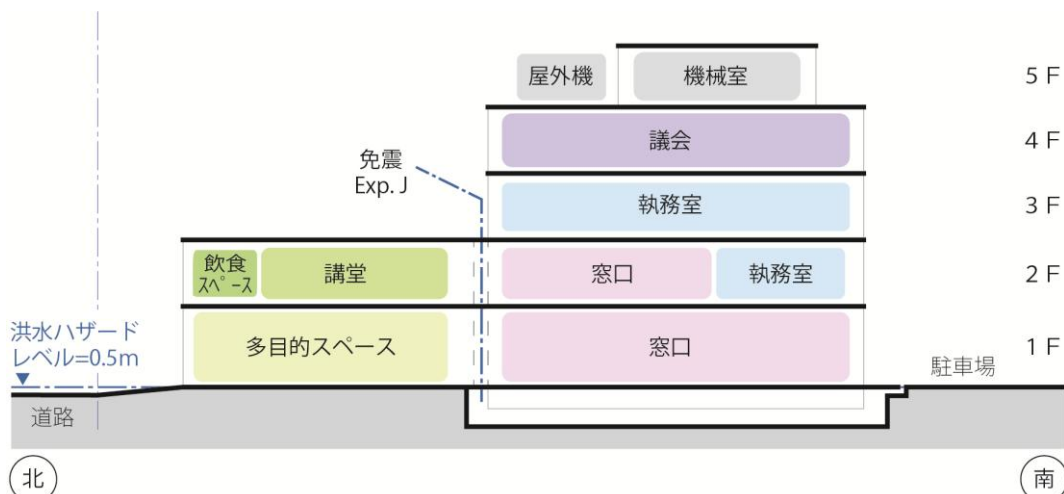 屋外機
機械室
5 F
議会
4 F
免震
Exp. J
執務室
3 F
飲食
スペース
講堂
窓口
執務室
2 F
洪水ハザード
レベル=0.5m
多目的スペース
窓口
1 F
駐車場
道路
北
南